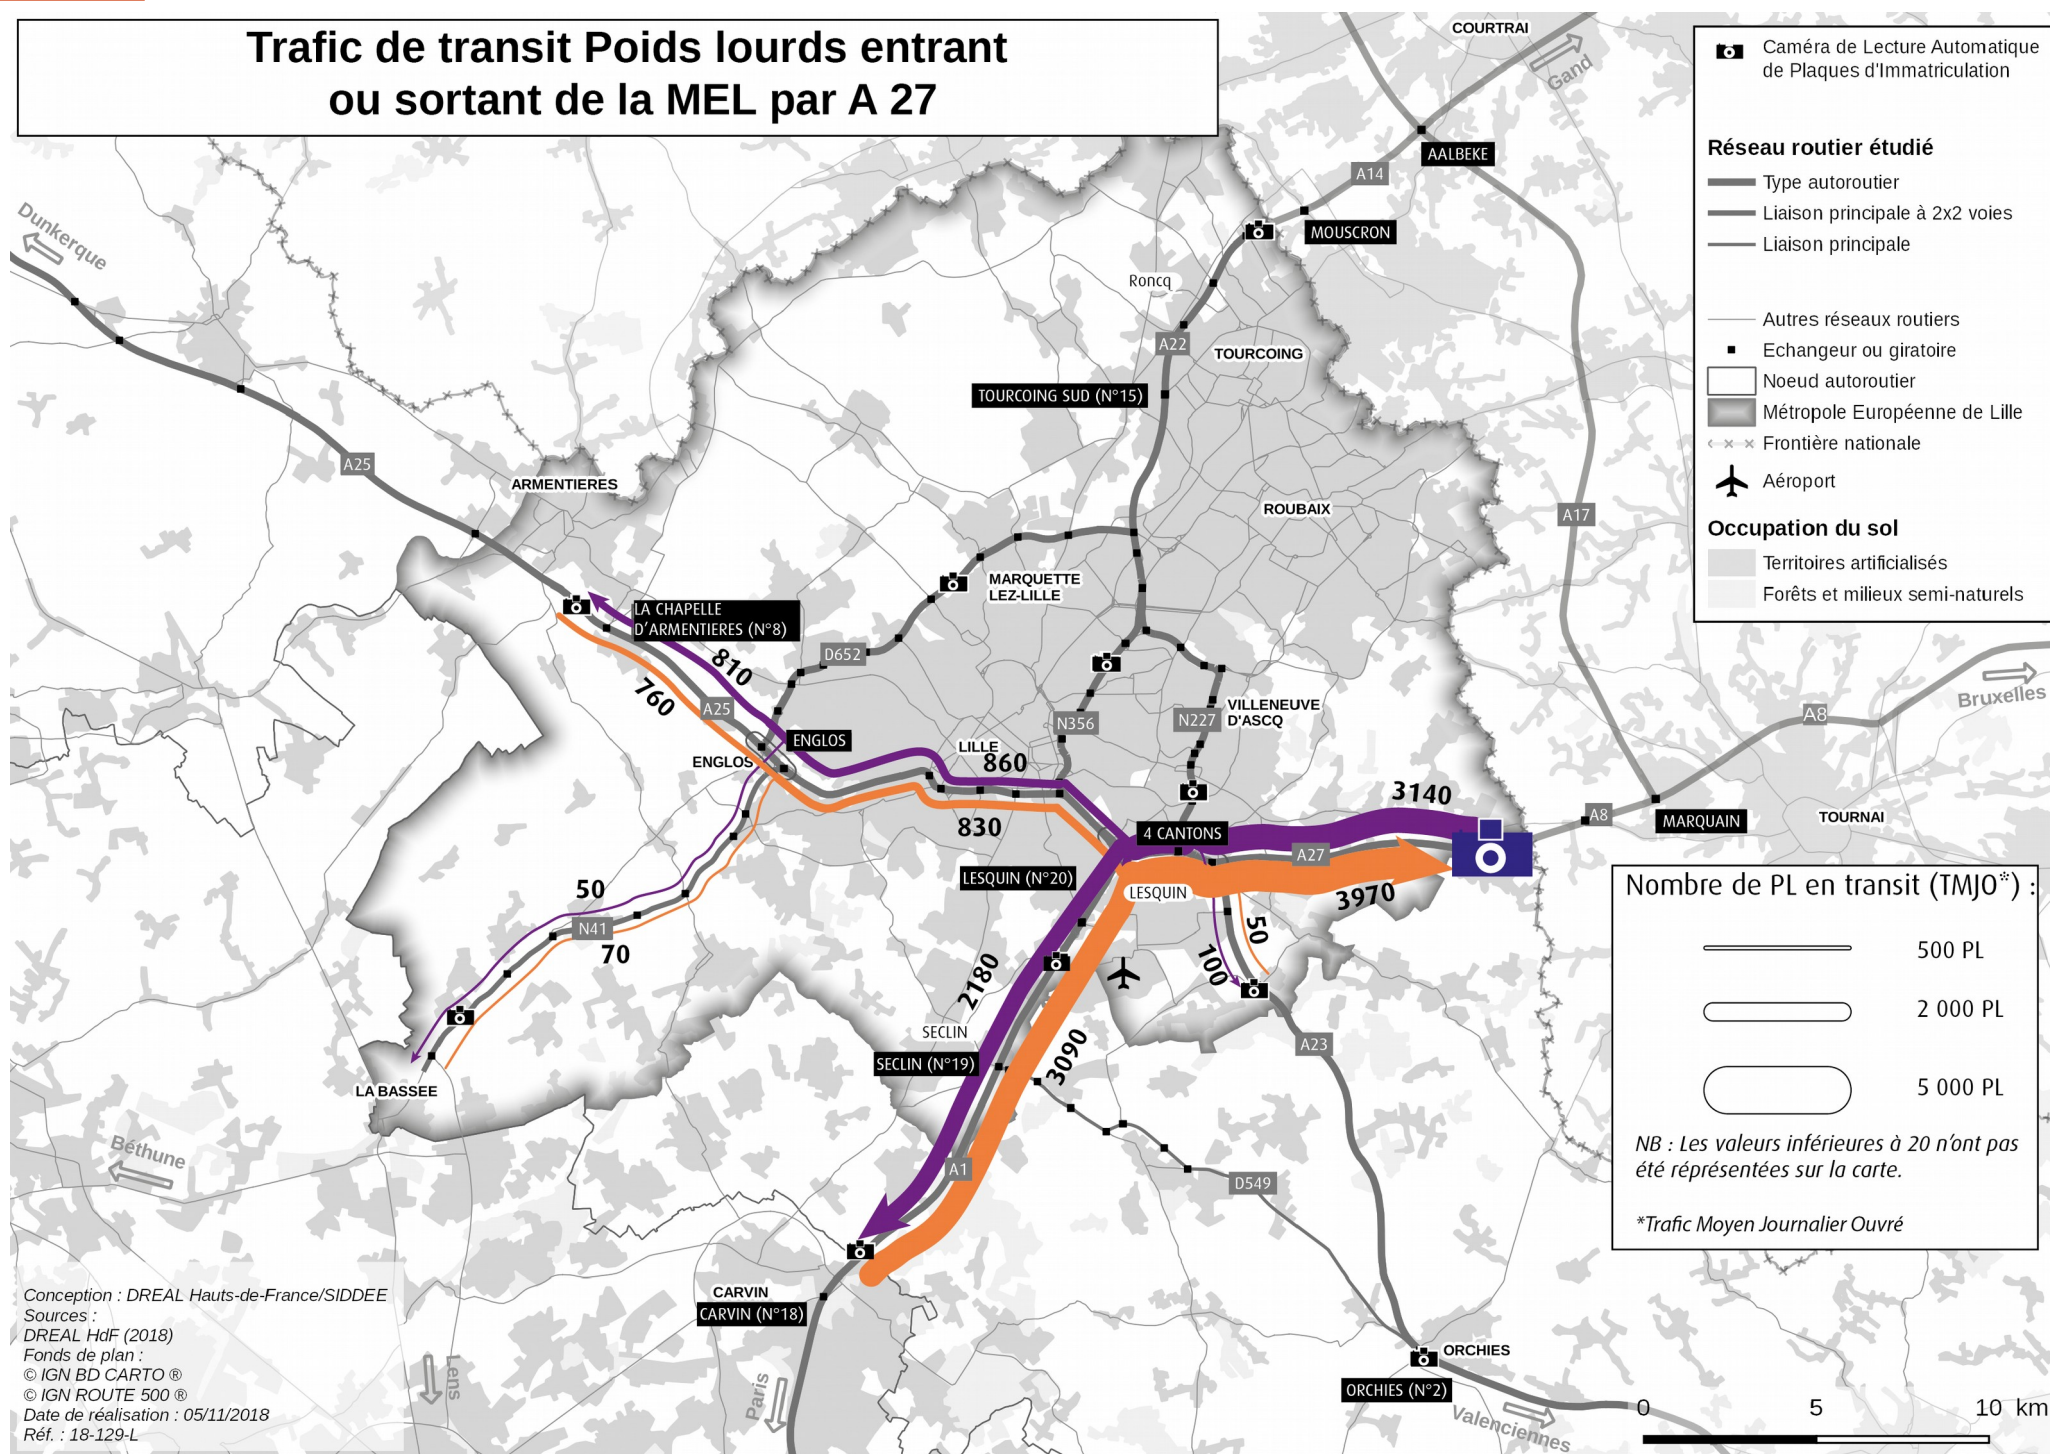 Trafic de transit Poids lourds entrant
ou sortant de la MEL par A 27
COURTRAI
Gand
AALBEKE
A14
MOUSCRON
Dunkerque
Roncq
A22
TOURCOING
TOURCOING SUD (N°15)
A25
ARMENTIERES
ROUBAIX
A17
MARQUETTE
LEZ-LILLE
LA CHAPELLE
D'ARMENTIERES (N°8)
810
D652
760
A25
N356
N227
VILLENEUVE
D'ASCQ
A8
Bruxelles
ENGLOS
ENGLOS
LILLE
860
830
3140
4 CANTONS
A8
MARQUAIN
TOURNAI
A27
LESQUIN (N°20)
LESQUIN
3970
50
N41
70
50
100
2180
SECLIN
SECLIN (N°19)
3090
A23
LA BASSEE
Béthune
A1
D549
CARVIN
CARVIN (N°18)
Lens
Paris
ORCHIES
ORCHIES (N°2)
Valenciennes
Caméra de Lecture Automatique
de Plaques d'Immatriculation
Réseau routier étudié
Type autoroutier
Liaison principale à 2x2 voies
Liaison principale
Autres réseaux routiers
Echangeur ou giratoire
Noeud autoroutier
Métropole Européenne de Lille
Frontière nationale
Aéroport
Occupation du sol
Territoires artificialisés
Forêts et milieux semi-naturels
Nombre de PL en transit (TMJO*) :
500 PL
2 000 PL
5 000 PL
NB : Les valeurs inférieures à 20 n'ont pas
été réprésentées sur la carte.
*Trafic Moyen Journalier Ouvré
0 5 10 km
Conception : DREAL Hauts-de-France/SIDDEE
Sources :
DREAL HdF (2018)
Fonds de plan :
© IGN BD CARTO ®
© IGN ROUTE 500 ®
Date de réalisation : 05/11/2018
Réf. : 18-129-L